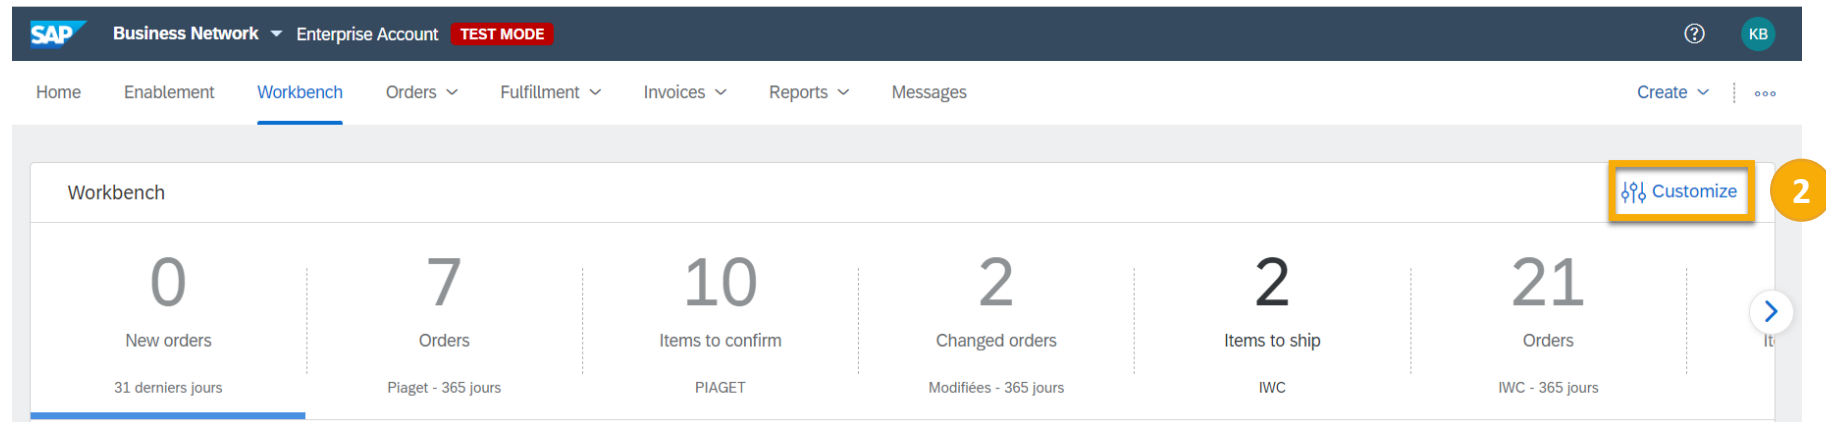 SAP Business Network Enterprise Account TEST MODE ? KB
Home Enablement Workbench Orders Fulfillment Invoices Reports Messages Create
Workbench Customize 2
0 7 10 2 2 21
New orders Orders Items to confirm Changed orders Items to ship Orders It
31 derniers jours Piaget - 365 jours PIAGET Modifiées - 365 jours IWC IWC - 365 jours